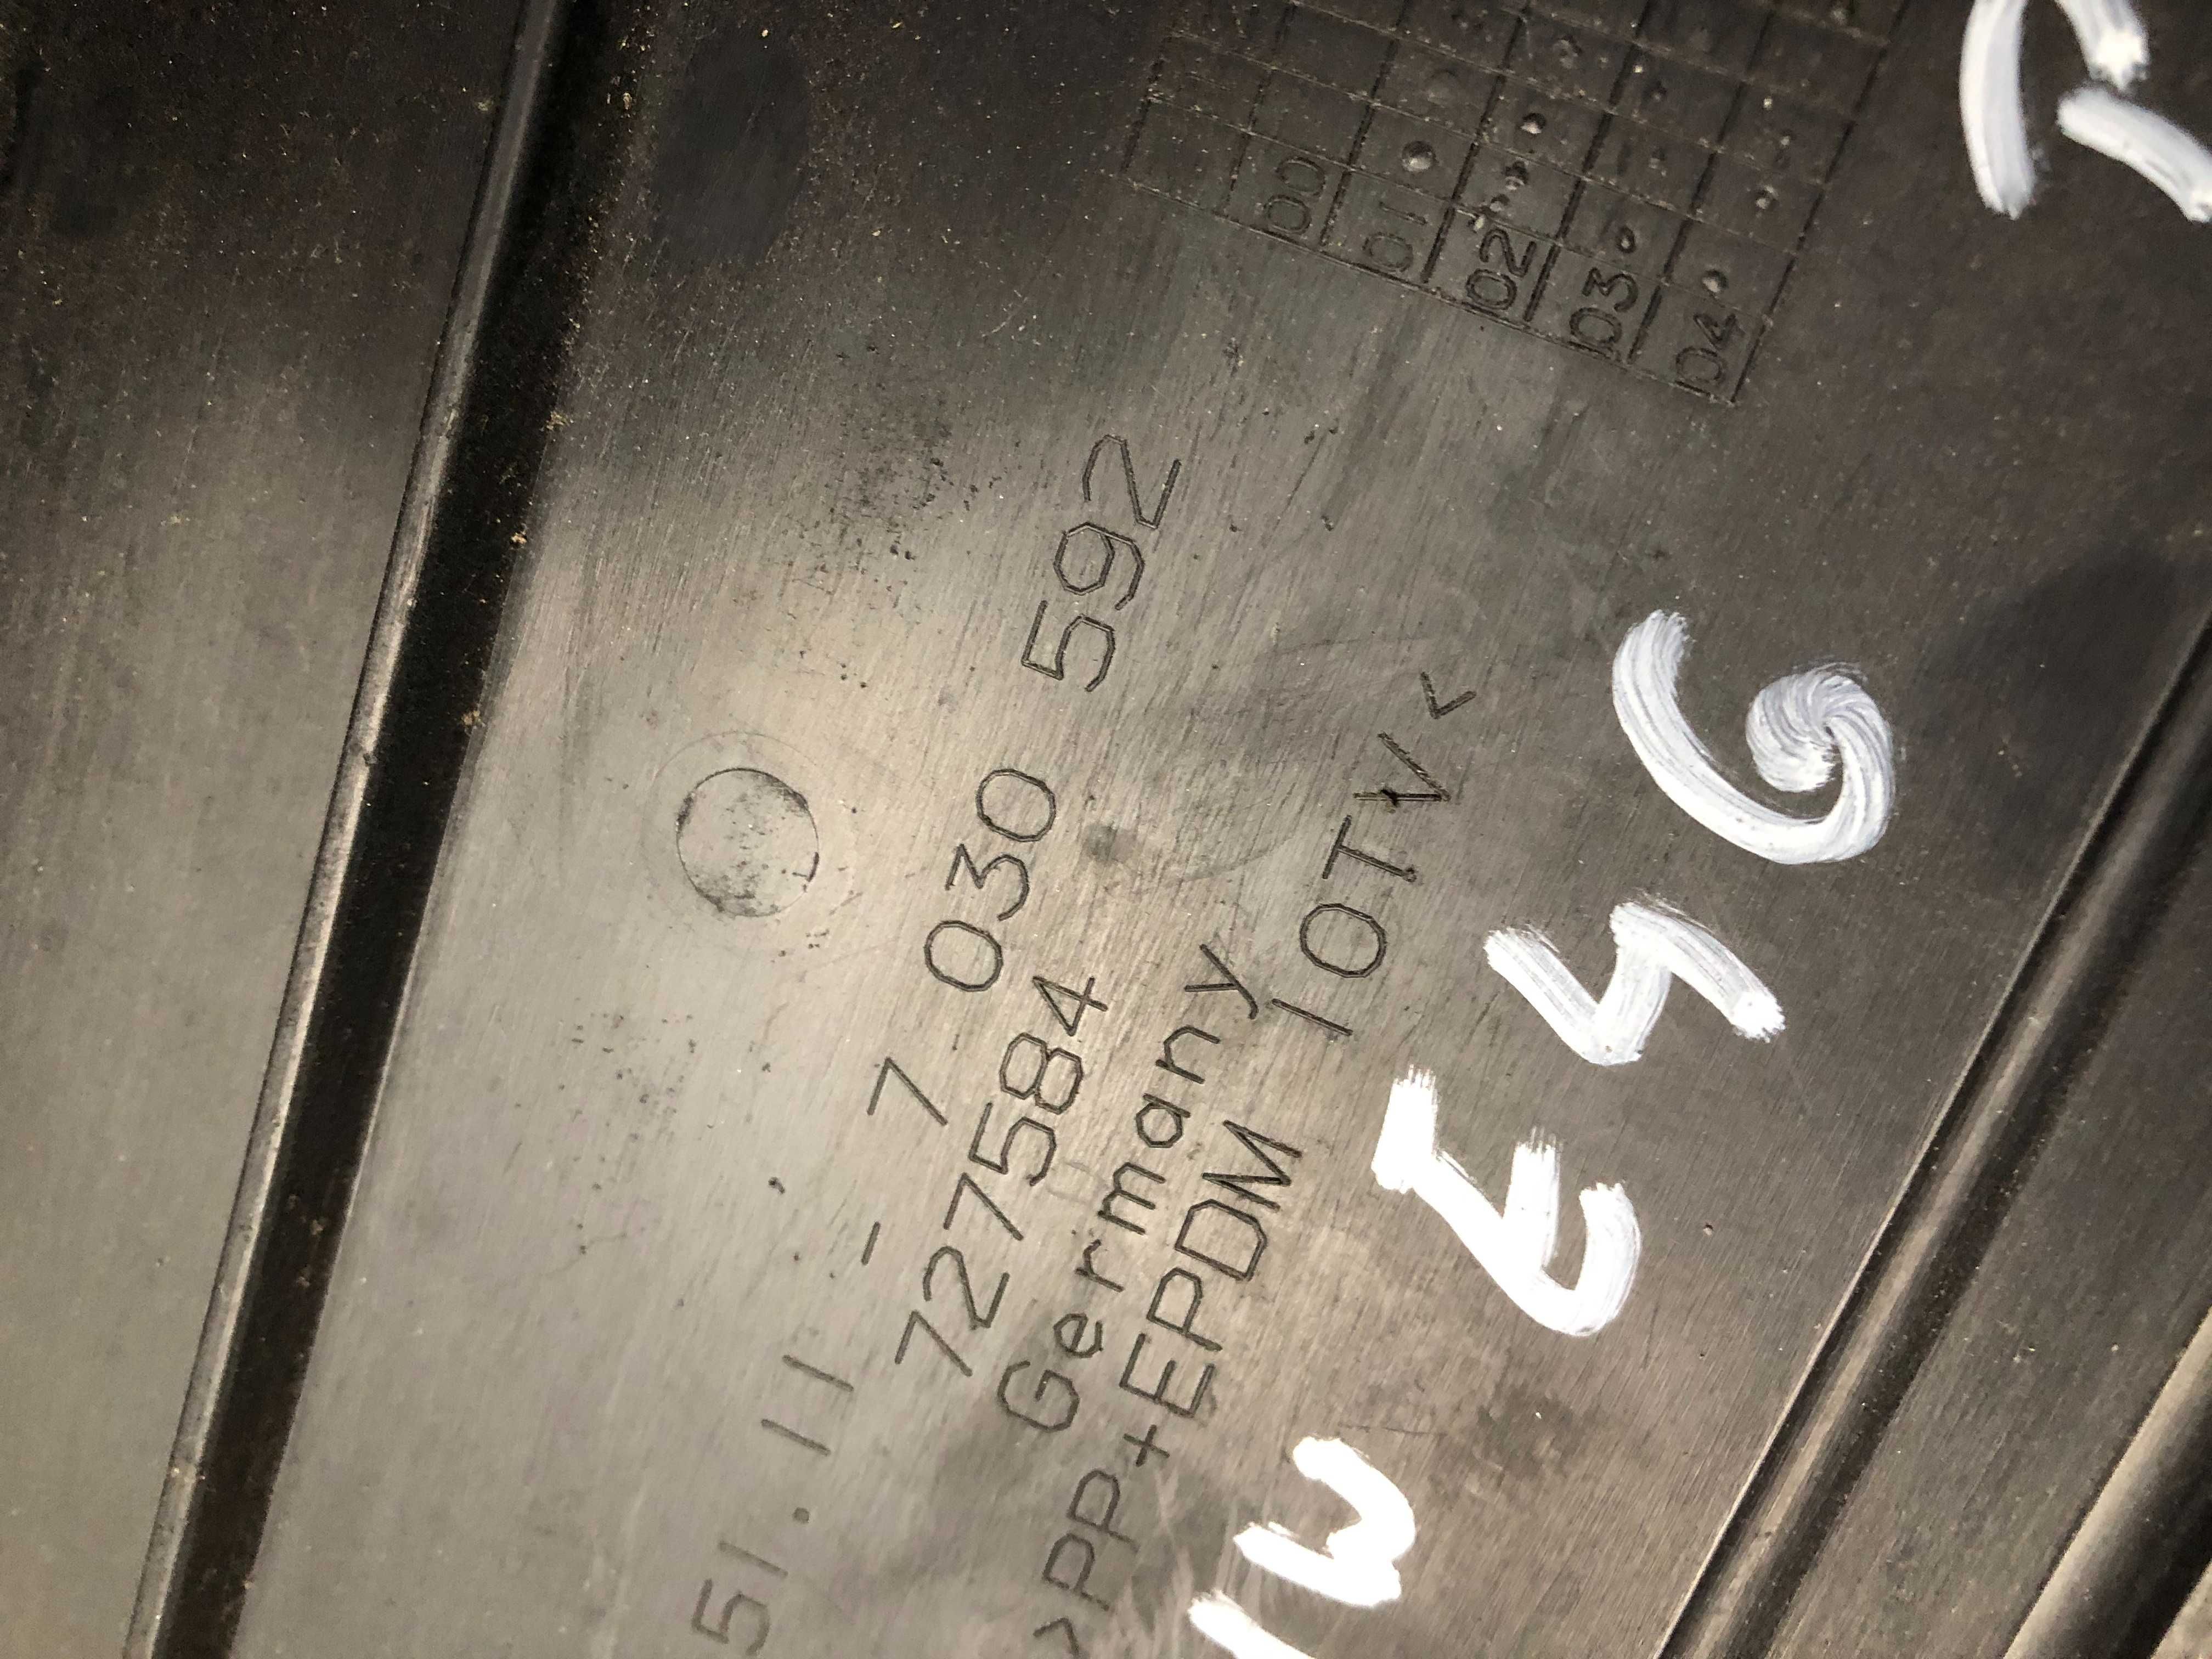 00 01 02 03 04
51.11 - 7 030 592
727584
Germany
>PP+EPDM 10TV<
E46